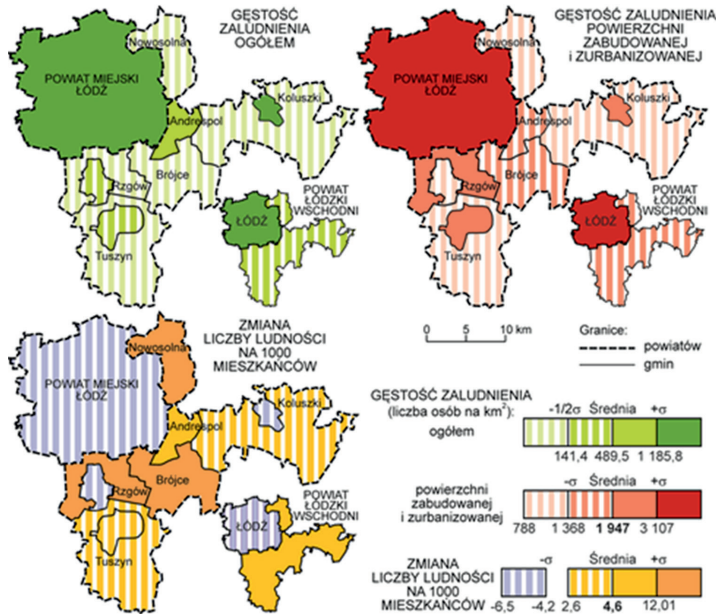 GĘSTOŚĆ
ZALUDNIENIA
OGÓŁEM
Nowosolna
POWIAT MIEJSKI
ŁÓDŹ
Koluszki
Andrespol
Brójce
Rzgów
Tuszyn
POWIAT
ŁÓDZKI
WSCHODNI
ŁÓDŹ
GĘSTOŚĆ
ZALUDNIENIA
POWIERZCHNI
ZABUDOWANEJ
i ZURBANIZOWANEJ
Nowosolna
POWIAT MIEJSKI
ŁÓDŹ
Koluszki
Andrespol
Brójce
Rzgów
Tuszyn
POWIAT
ŁÓDZKI
WSCHODNI
ŁÓDŹ
ZMIANA
LICZBY LUDNOŚCI
NA 1000
MIESZKAŃCÓW
Nowosolna
POWIAT MIEJSKI
ŁÓDŹ
Koluszki
Andrespol
Brójce
Rzgów
Tuszyn
POWIAT
ŁÓDZKI
WSCHODNI
ŁÓDŹ
0 5 10 km
Granice:
powiatów
gmin
GĘSTOŚĆ ZALUDNIENIA
(liczba osób na km²):
ogółem
-1/2σ Średnia +σ
141,4 489,5 1 185,8
powierzchni
zabudowanej
i zurbanizowanej
-σ Średnia +σ
788 1 368 1 947 3 107
ZMIANA
LICZBY LUDNOŚCI
NA 1000
MIESZKAŃCÓW
-σ Średnia +σ
-6,5 -4,2 2,6 4,6 12,01